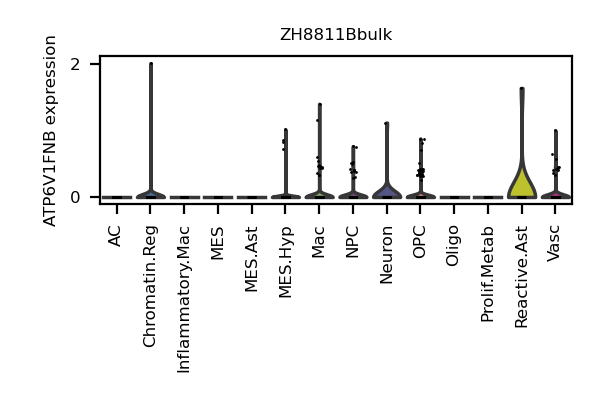 ZH8811Bbulk
ATP6V1FNB expression
2
0
AC
Chromatin.Reg
Inflammatory.Mac
MES
MES.Ast
MES.Hyp
Mac
NPC
Neuron
OPC
Oligo
Prolif.Metab
Reactive.Ast
Vasc